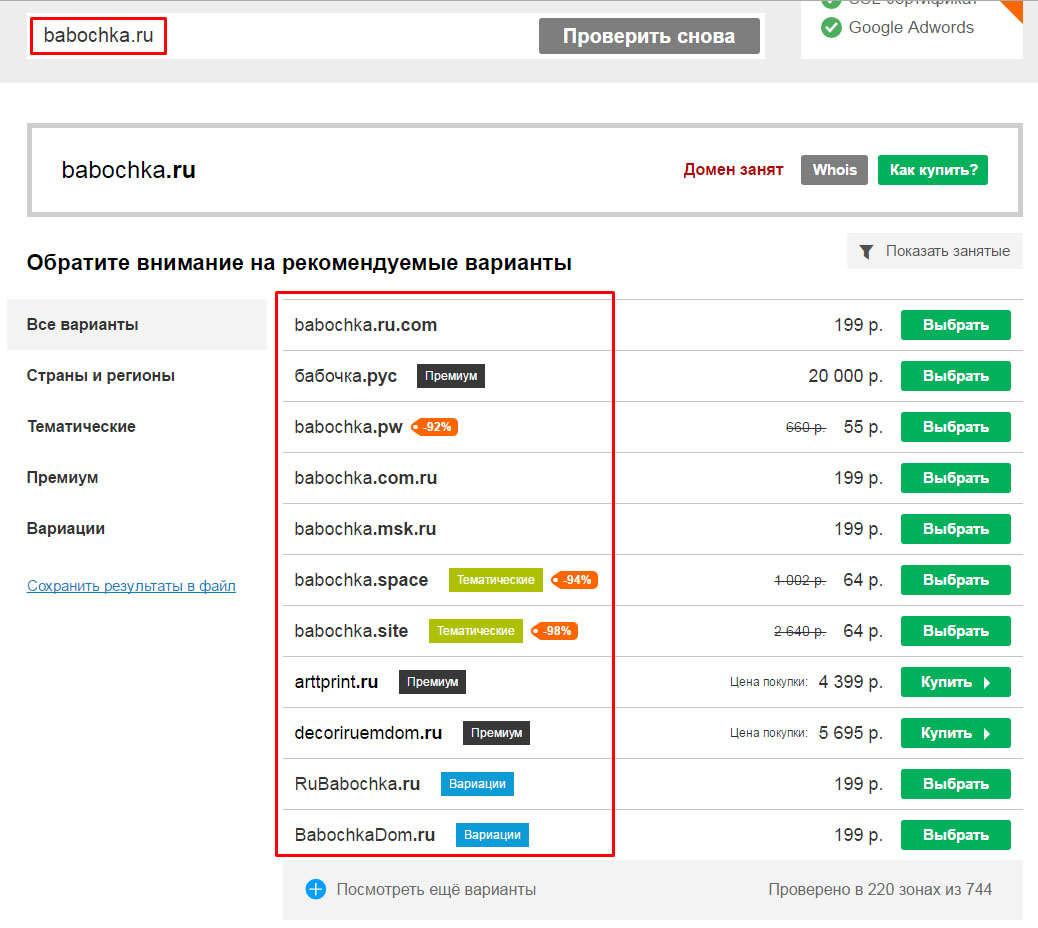 SSL сертификат
babochka.ru
Проверить снова
Google Adwords
babochka.ru
Домен занят
Whois
Как купить?
Обратите внимание на рекомендуемые варианты
Показать занятые
Все варианты
Страны и регионы
Тематические
Премиум
Вариации
Сохранить результаты в файл
babochka.ru.com 199 р. Выбрать
бабочка.рус Премиум 20 000 р. Выбрать
babochka.pw -92% 660 р. 55 р. Выбрать
babochka.com.ru 199 р. Выбрать
babochka.msk.ru 199 р. Выбрать
babochka.space Тематические -94% 1 002 р. 64 р. Выбрать
babochka.site Тематические -98% 2 640 р. 64 р. Выбрать
arttprint.ru Премиум Цена покупки: 4 399 р. Купить
decoriruemdom.ru Премиум Цена покупки: 5 695 р. Купить
RuBabochka.ru Вариации 199 р. Выбрать
BabochkaDom.ru Вариации 199 р. Выбрать
Посмотреть ещё варианты
Проверено в 220 зонах из 744